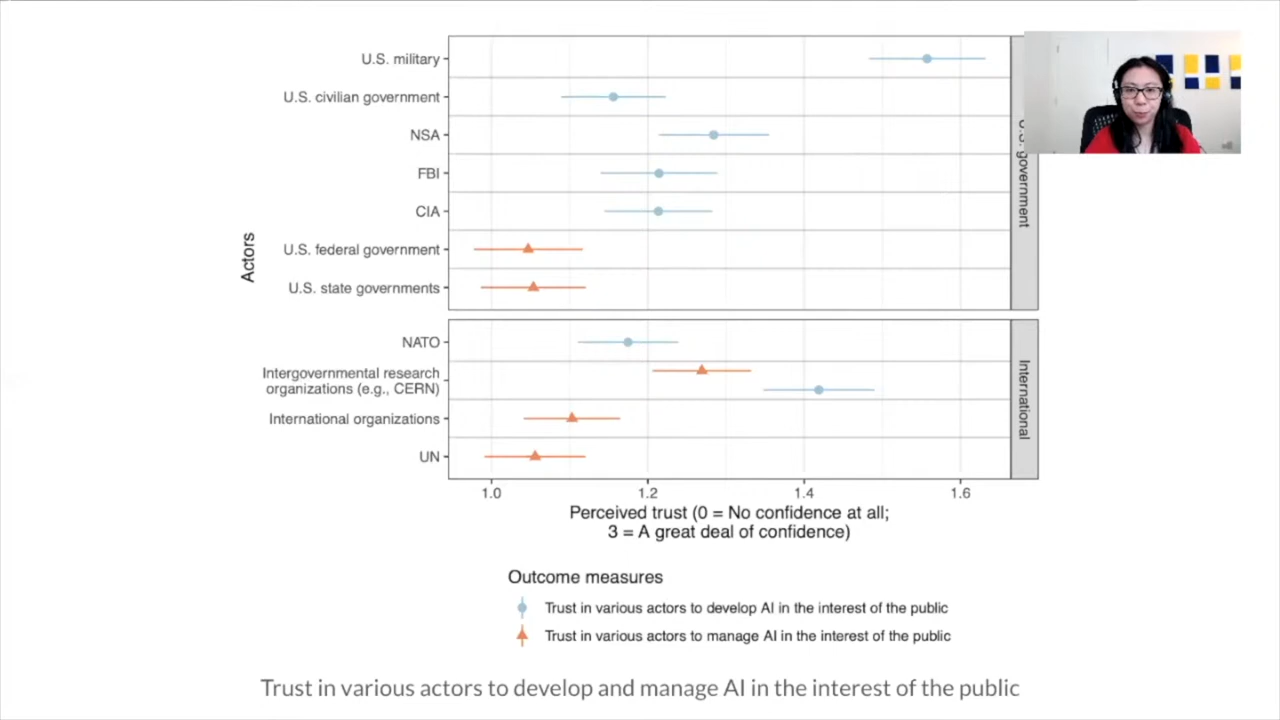 U.S. military
U.S. civilian government
NSA
FBI
CIA
U.S. federal government
U.S. state governments
Actors
U.S. government
NATO
Intergovernmental research
organizations (e.g., CERN)
International organizations
UN
International
1.0 1.2 1.4 1.6
Perceived trust (0 = No confidence at all;
3 = A great deal of confidence)
Outcome measures
Trust in various actors to develop AI in the interest of the public
Trust in various actors to manage AI in the interest of the public
Trust in various actors to develop and manage AI in the interest of the public